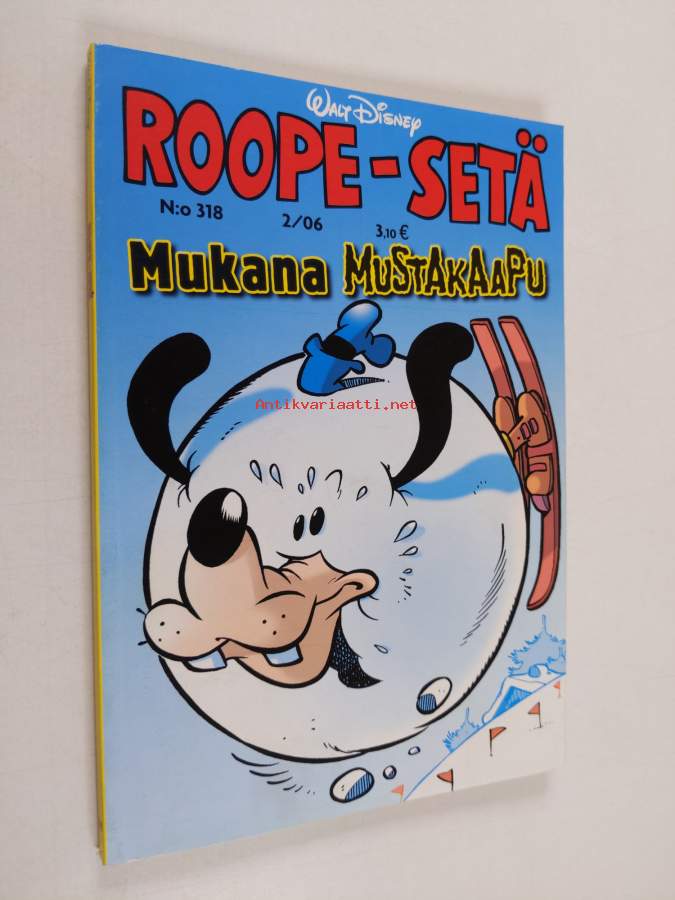 WALT DISNEY
ROOPE-SETÄ
N:o 318 2/06 3,10 €
Mukana MUSTAKAAPU
Antikvariaatti.net